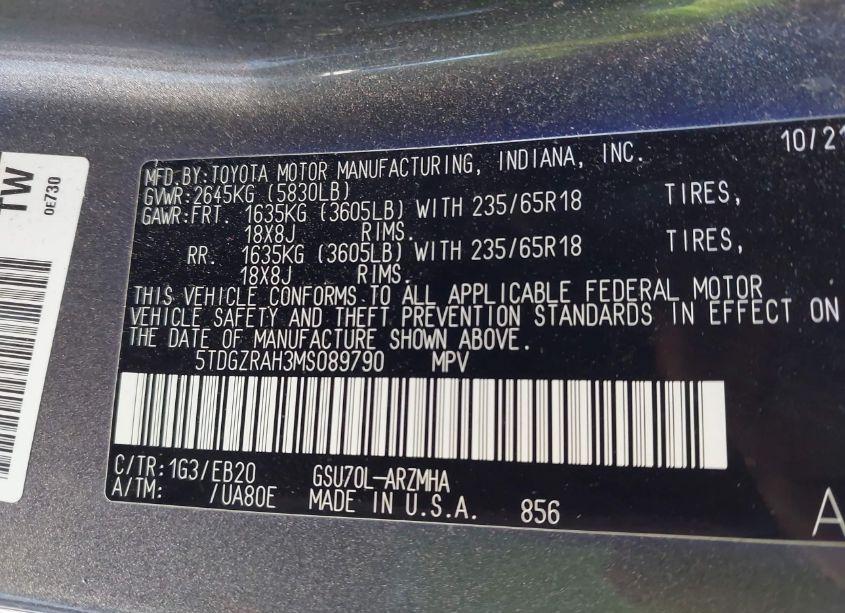 TW
0E730
10/21
MFD.BY:TOYOTA MOTOR MANUFACTURING, INDIANA, INC.
GVWR:2645KG (5830LB)
GAWR:FRT. 1635KG (3605LB) WITH 235/65R18 TIRES,
18X8J RIMS.
RR. 1635KG (3605LB) WITH 235/65R18 TIRES,
18X8J RIMS.
THIS VEHICLE CONFORMS TO ALL APPLICABLE FEDERAL MOTOR
VEHICLE SAFETY AND THEFT PREVENTION STANDARDS IN EFFECT ON
THE DATE OF MANUFACTURE SHOWN ABOVE.
5TDGZRAH3MS089790 MPV
C/TR:1G3/EB20 GSU70L-ARZMHA
A/TM: /UA80E MADE IN U.S.A. 856
A